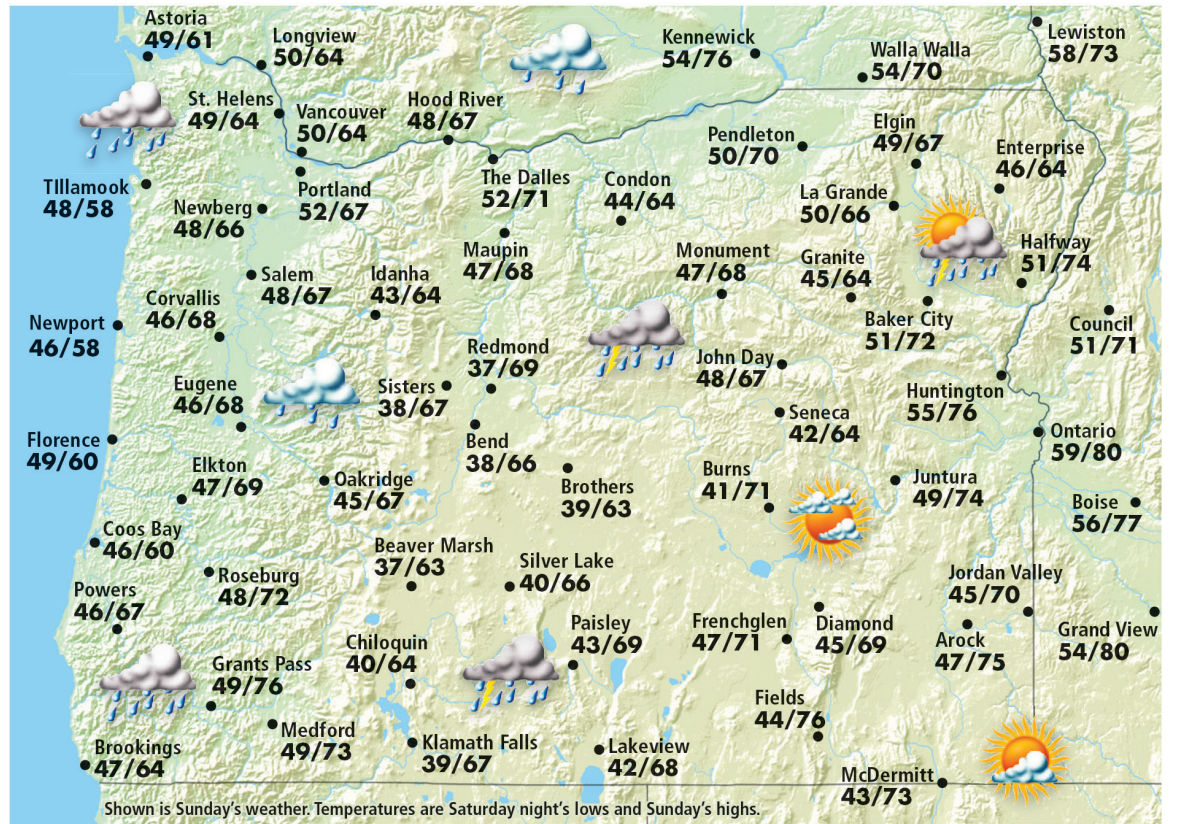 Astoria
49/61
Longview
50/64
Kennewick
54/76
Walla Walla
54/70
Lewiston
58/73
St. Helens
49/64
Vancouver
50/64
Hood River
48/67
Pendleton
50/70
Elgin
49/67
Enterprise
46/64
TIllamook
48/58
Portland
52/67
The Dalles
52/71
Condon
44/64
La Grande
50/66
Newberg
48/66
Maupin
47/68
Monument
47/68
Granite
45/64
Halfway
51/74
Salem
48/67
Idanha
43/64
Corvallis
46/68
Newport
46/58
Baker City
51/72
Council
51/71
Redmond
37/69
John Day
48/67
Eugene
46/68
Sisters
38/67
Huntington
55/76
Seneca
42/64
Florence
49/60
Bend
38/66
Ontario
59/80
Elkton
47/69
Oakridge
45/67
Brothers
39/63
Burns
41/71
Juntura
49/74
Boise
56/77
Coos Bay
46/60
Beaver Marsh
37/63
Silver Lake
40/66
Roseburg
48/72
Jordan Valley
45/70
Powers
46/67
Paisley
43/69
Frenchglen
47/71
Diamond
45/69
Arock
47/75
Grand View
54/80
Chiloquin
40/64
Grants Pass
49/76
Fields
44/76
Medford
49/73
Klamath Falls
39/67
Lakeview
42/68
Brookings
47/64
McDermitt
43/73
Shown is Sunday's weather. Temperatures are Saturday night's lows and Sunday's highs.